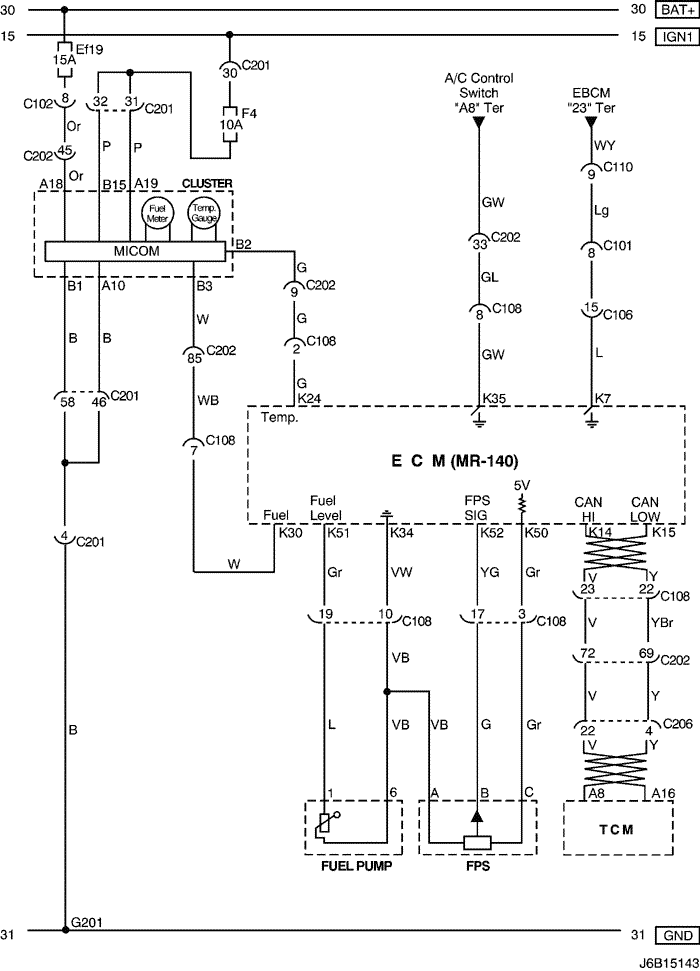 30 30 BAT+
15 15 IGN1
Ef19
15A
C201
30
A/C Control
Switch
"A8" Ter
EBCM
"23" Ter
C102 8 32 31 C201
F4
10A
Or P P
WY
C202 45
9 C110
Or
A18 B15 A19 CLUSTER
GW Lg
Fuel
Meter
Temp.
Gauge
MICOM B2
33 C202
8 C101
G GL
B1 A10 B3
9 C202
8 C108
15 C106
W G
B B
85 C202
2 C108
GW L
WB G
58 46 C201
K24 K35 K7
Temp.
7 C108
E C M (MR-140)
5V
Fuel
Fuel
Level
FPS
SIG
CAN
HI
CAN
LOW
K30 K51 K34 K52 K50 K14 K15
4 C201
W
Gr VW YG Gr V Y
23 22 C108
19 10 C108 17 3 C108
V YBr
VB
72 69 C202
V Y
B L VB VB G Gr
22 4 C206
V Y
1 6 A B C A8 A16
TCM
FUEL PUMP FPS
G201
31 31 GND
J6B15143